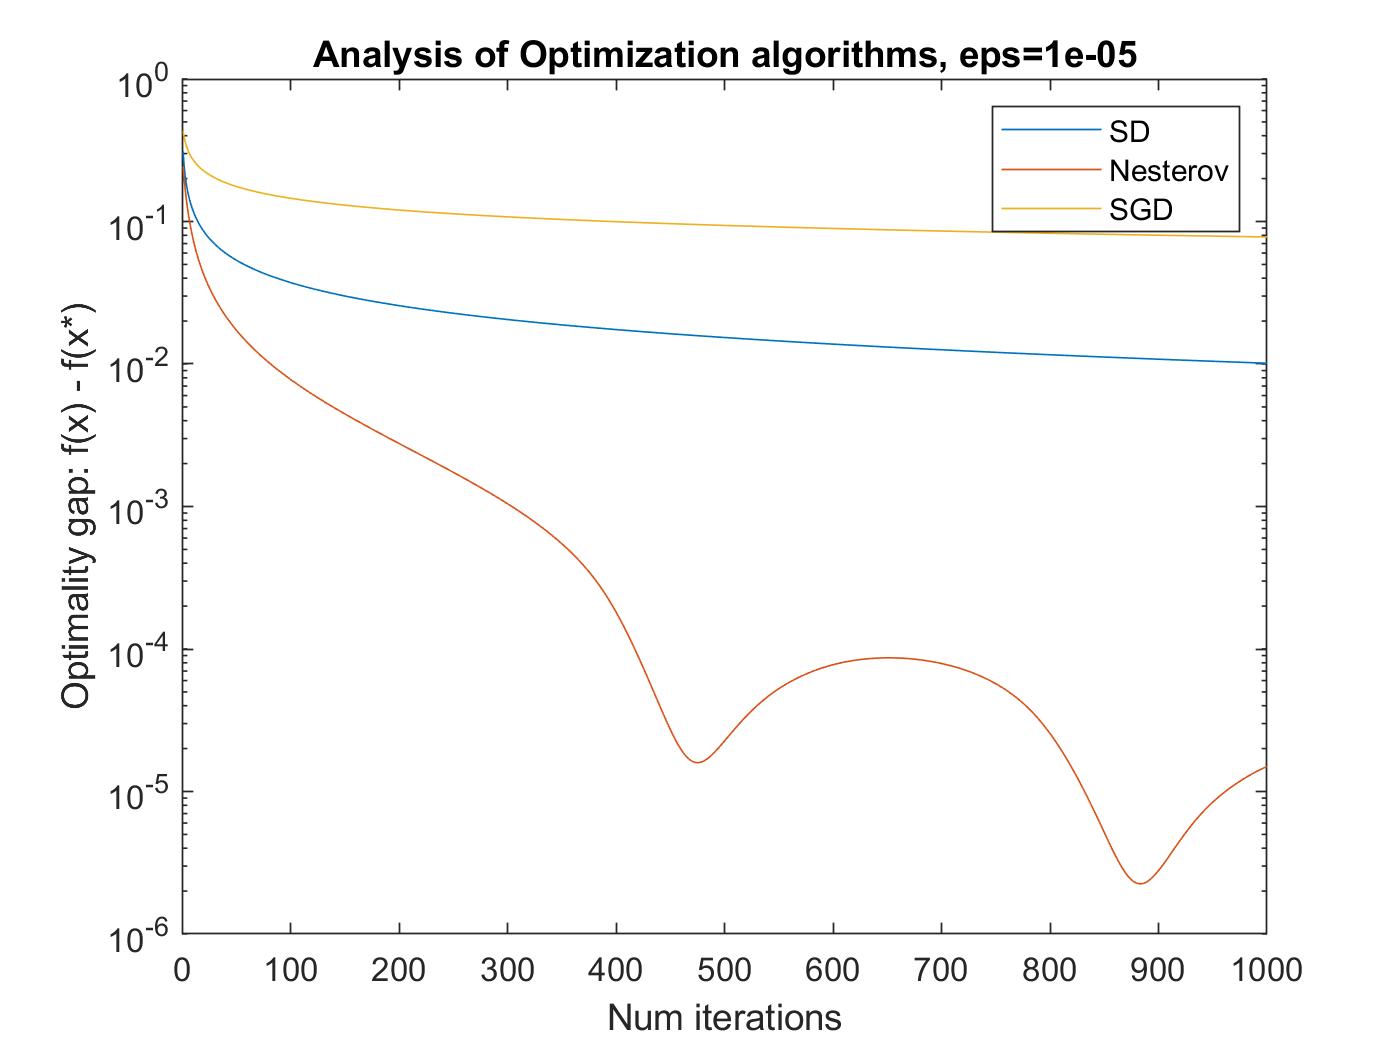 Analysis of Optimization algorithms, eps=1e-05
SD
Nesterov
SGD
Optimality gap: f(x) - f(x*)
10^0
10^-1
10^-2
10^-3
10^-4
10^-5
10^-6
0 100 200 300 400 500 600 700 800 900 1000
Num iterations